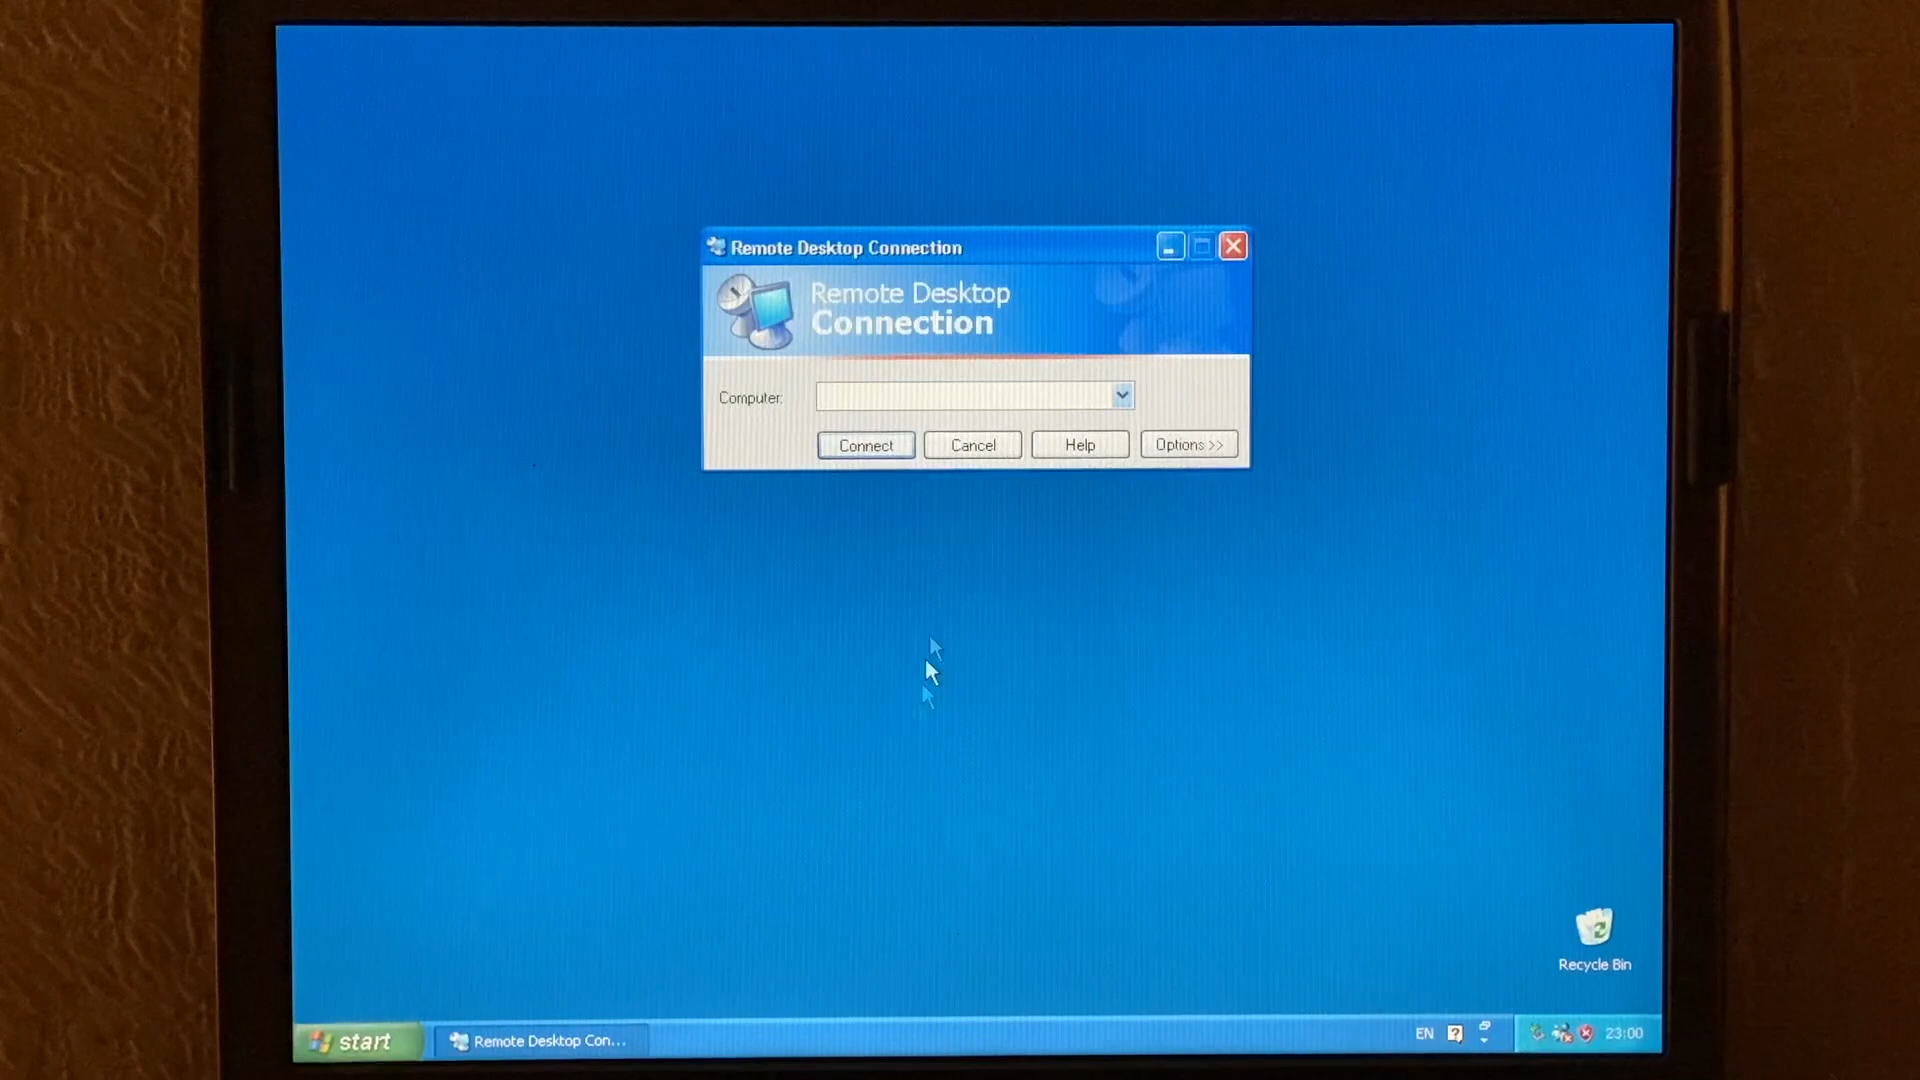 Remote Desktop Connection
Remote Desktop
Connection
Computer:
Connect
Cancel
Help
Options >>
Recycle Bin
start
Remote Desktop Con...
EN
23:00